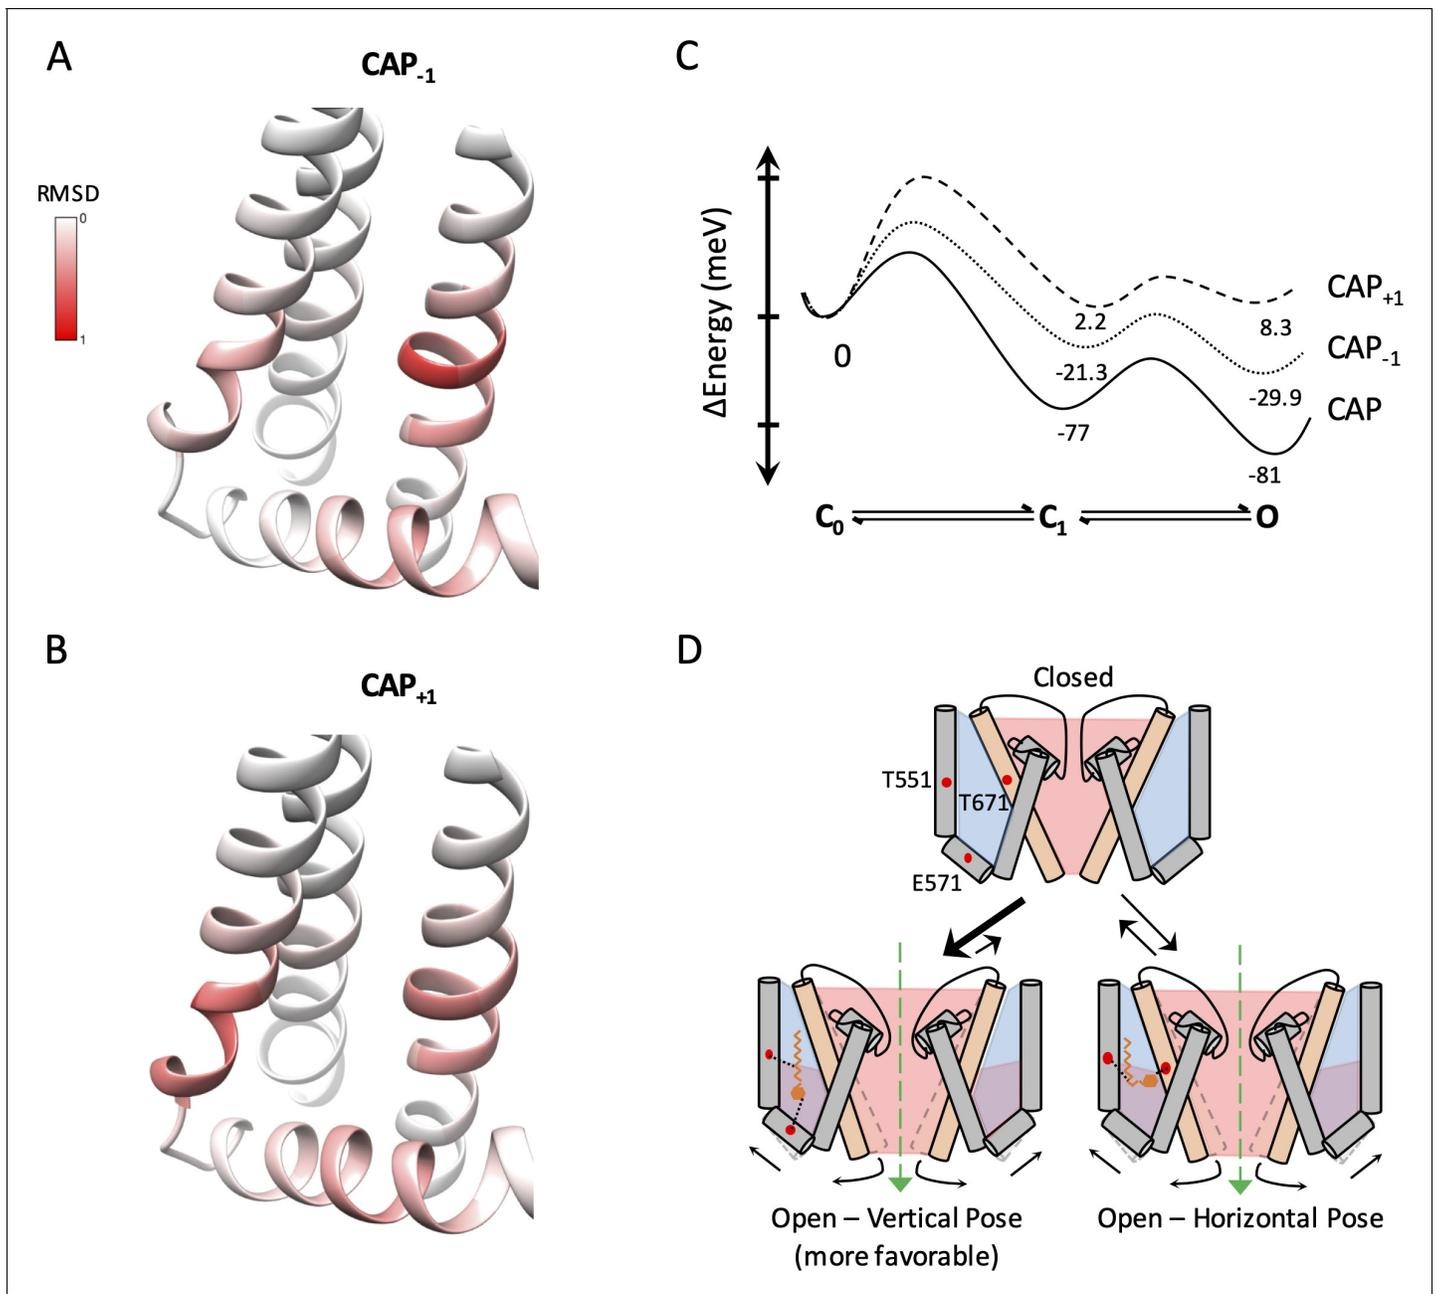 A
CAP-1
RMSD
0
1
B
CAP+1
C
ΔEnergy (meV)
0
2.2
8.3
CAP+1
-21.3
-29.9
CAP-1
-77
-81
CAP
C0
C1
O
D
Closed
T551
T671
E571
Open – Vertical Pose
(more favorable)
Open – Horizontal Pose